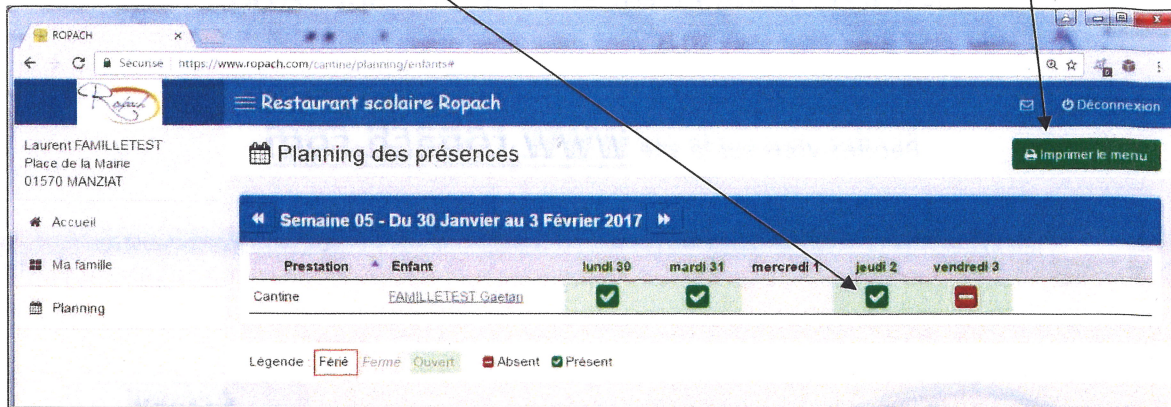 ROPACH
Sécurisé https://www.ropach.com/cantine/planning/enfants#
Ropach
Restaurant scolaire Ropach
Déconnexion
Laurent FAMILLETEST
Place de la Mairie
01570 MANZIAT
Planning des présences
Imprimer le menu
Accueil
Semaine 05 - Du 30 Janvier au 3 Février 2017
Ma famille
Prestation Enfant lundi 30 mardi 31 mercredi 1 jeudi 2 vendredi 3
Cantine FAMILLETEST Gaetan
Planning
Légende Férié Fermé Ouvert Absent Présent